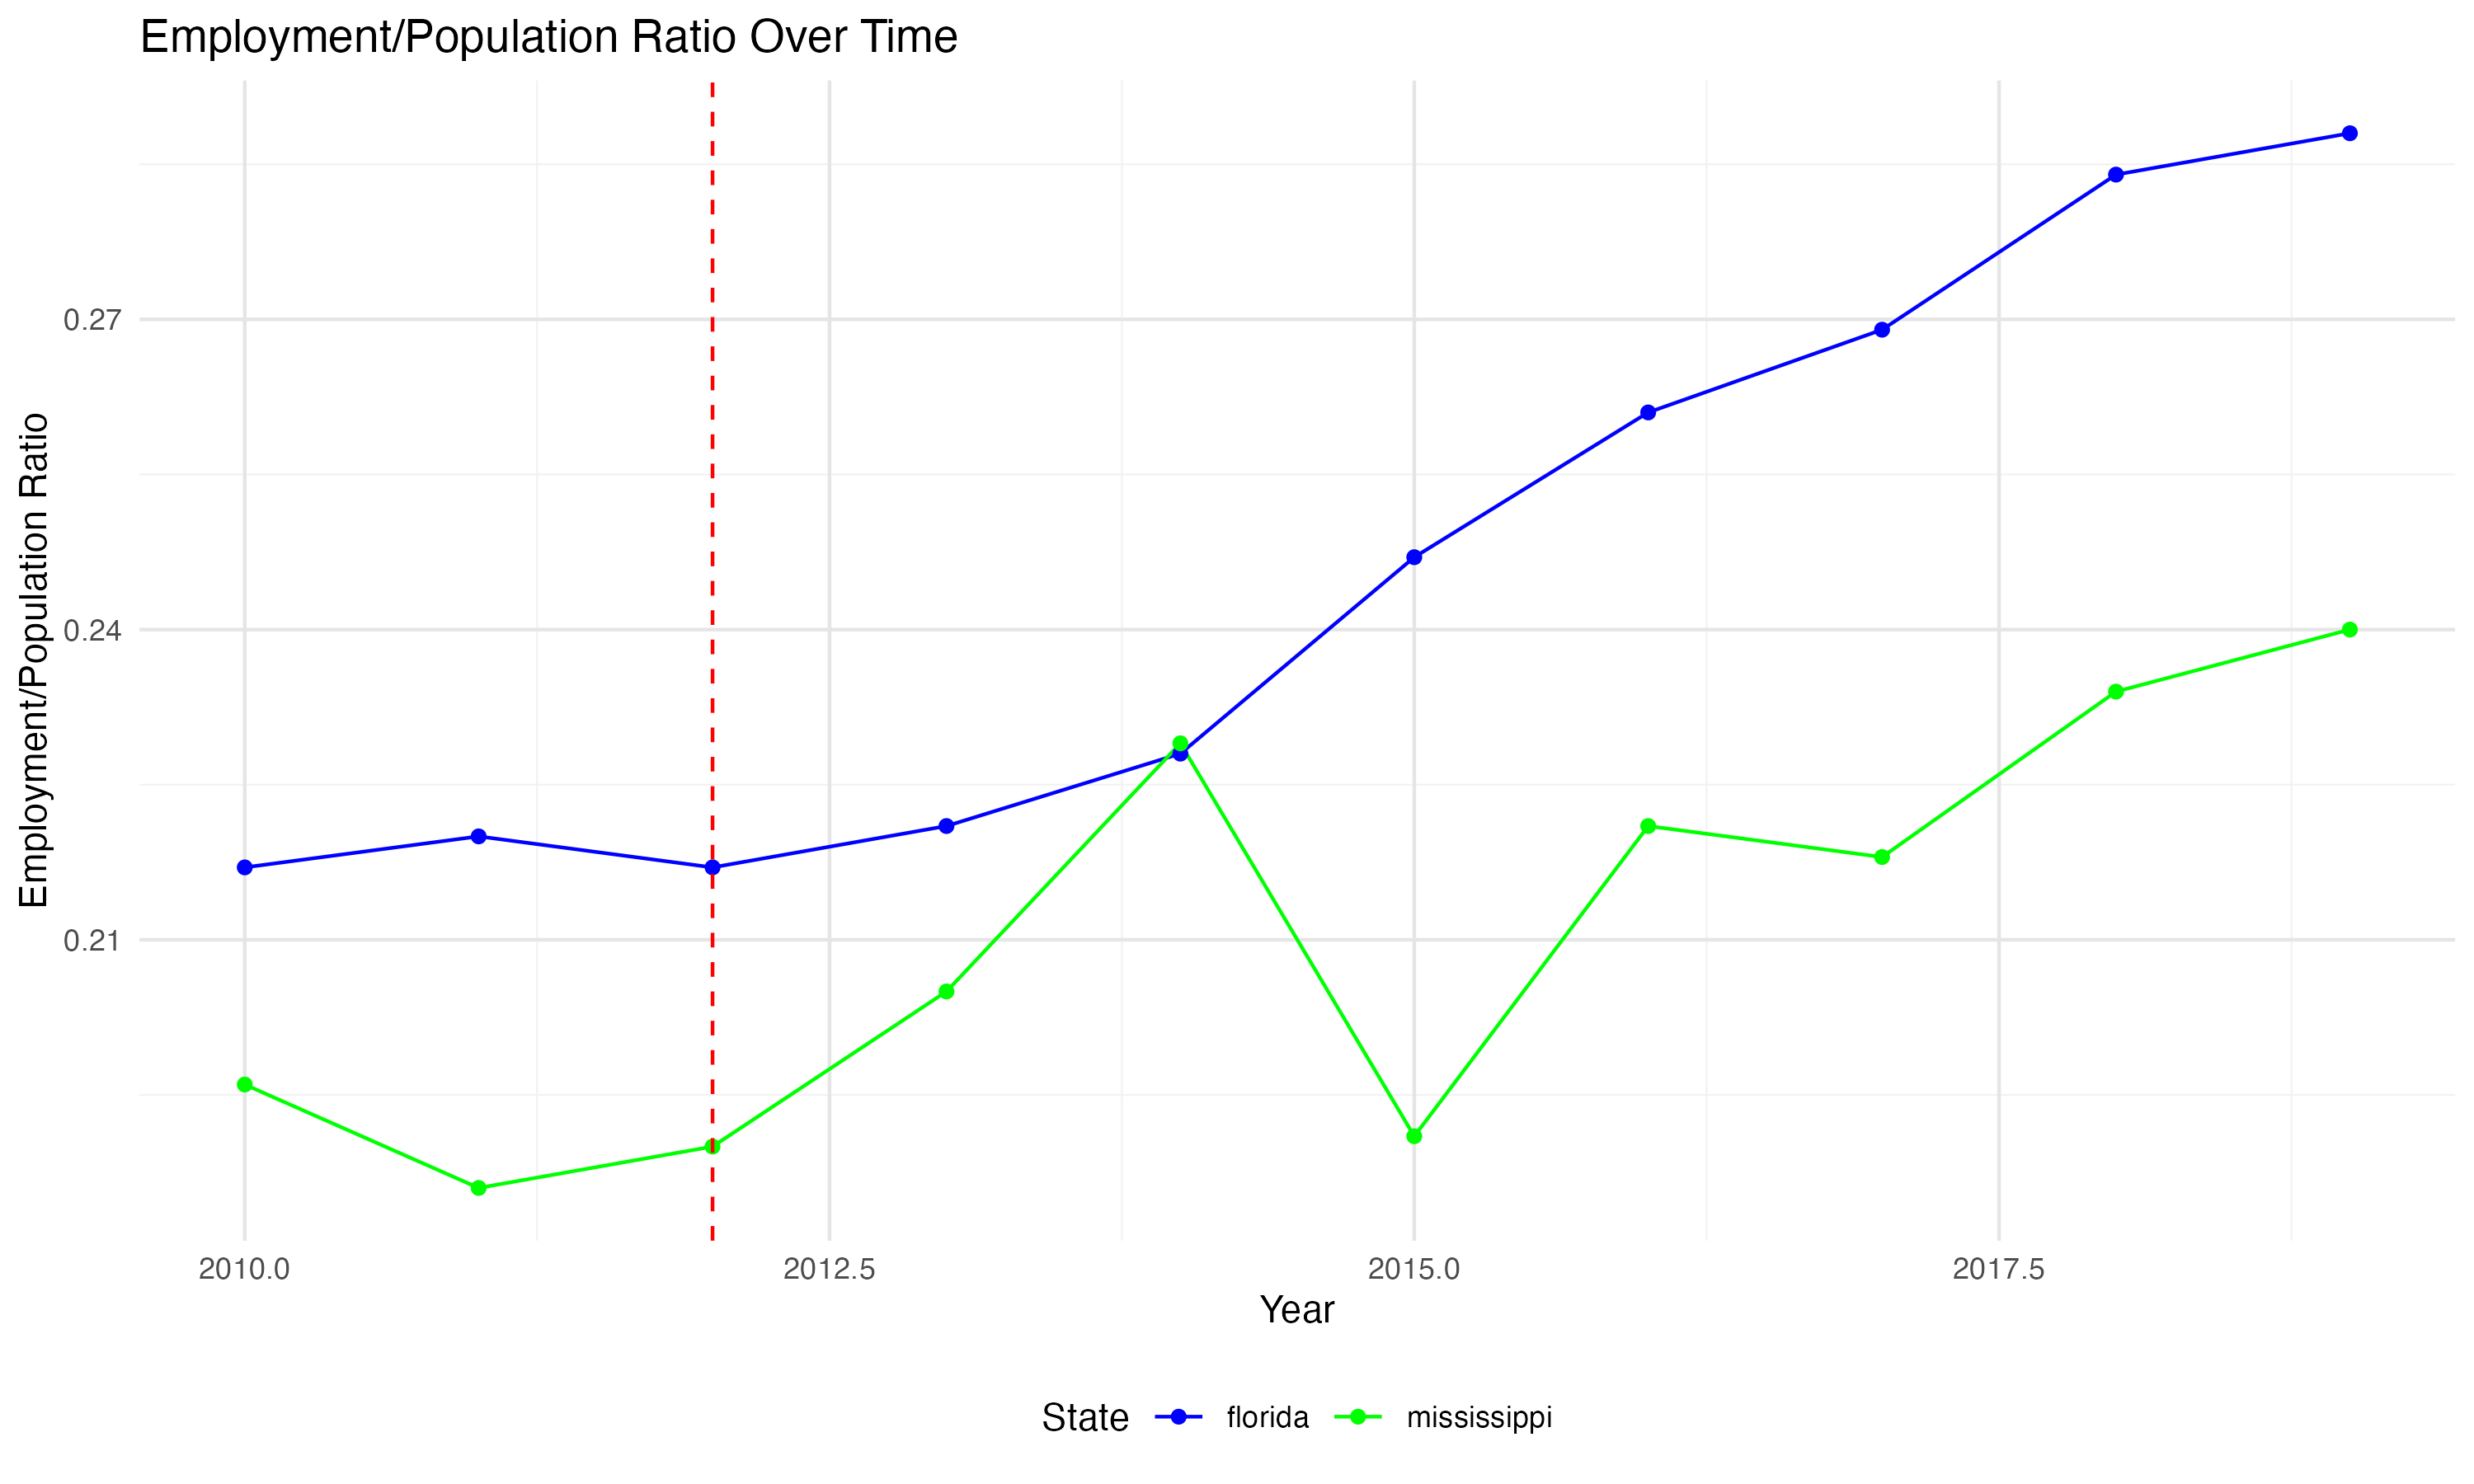 Employment/Population Ratio Over Time
Employment/Population Ratio
0.27
0.24
0.21
2010.0 2012.5 2015.0 2017.5
Year
State florida mississippi